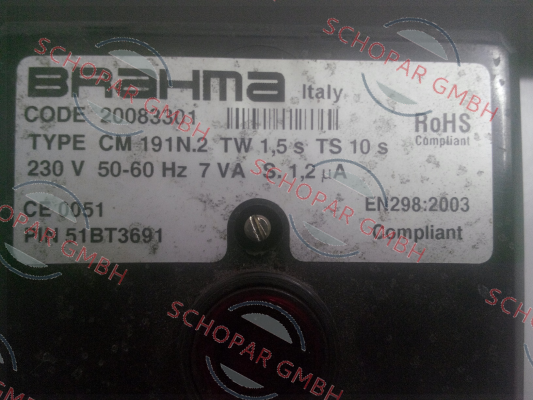 BRAHMA Italy
CODE 20083301
RoHS
Compliant
TYPE CM 191N.2 TW 1,5 s TS 10 s
230 V 50-60 Hz 7 VA S. 1,2 µA
CE 0051
EN298:2003
PIN 51BT3691
Compliant
SCHOPAR GMBH
SCHOPAR GMBH
SCHOPAR GMBH
SCHOPAR GMBH
SCHOPAR GMBH